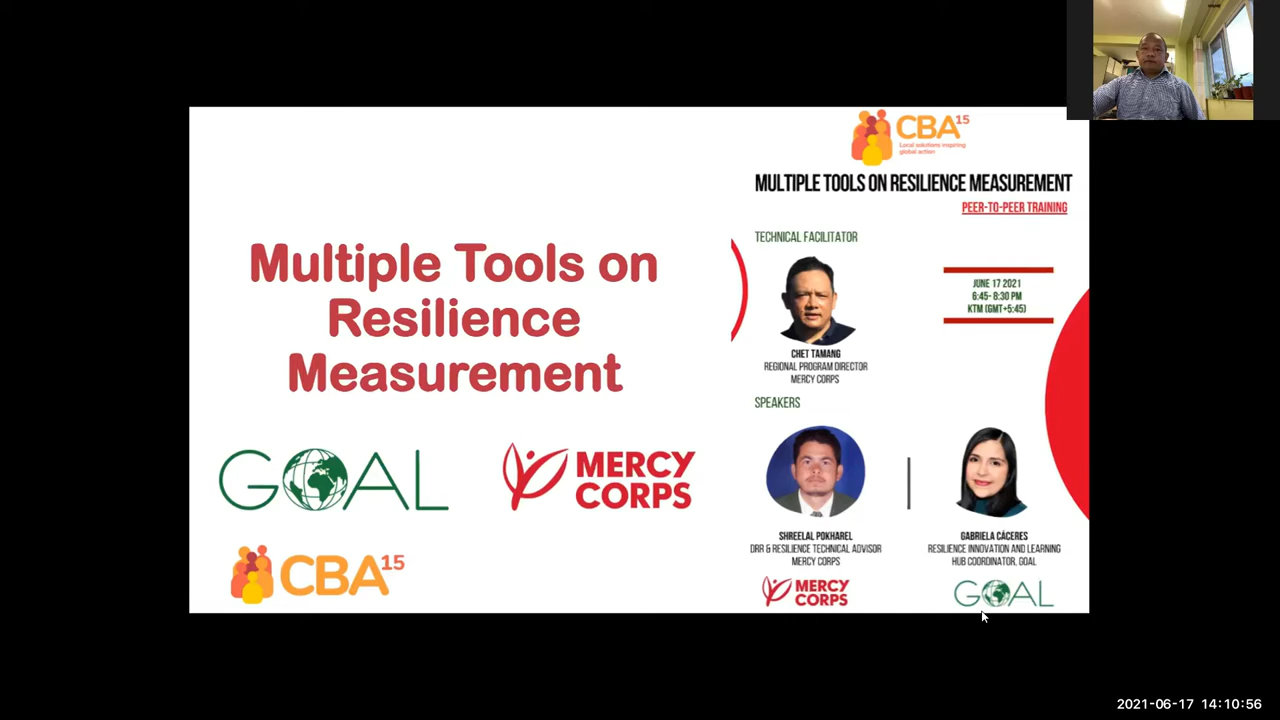 Multiple Tools on
Resilience
Measurement
GOAL
MERCY
CORPS
CBA15
CBA15
Local solutions inspiring
global action
MULTIPLE TOOLS ON RESILIENCE MEASUREMENT
PEER-TO-PEER TRAINING
TECHNICAL FACILITATOR
JUNE 17 2021
6:45- 8:30 PM
KTM (GMT+5:45)
CHET TAMANG
REGIONAL PROGRAM DIRECTOR
MERCY CORPS
SPEAKERS
SHREELAL POKHAREL
DRR & RESILIENCE TECHNICAL ADVISOR
MERCY CORPS
GABRIELA CÁCERES
RESILIENCE INNOVATION AND LEARNING
HUB COORDINATOR, GOAL
MERCY
CORPS
GOAL
2021-06-17 14:10:56